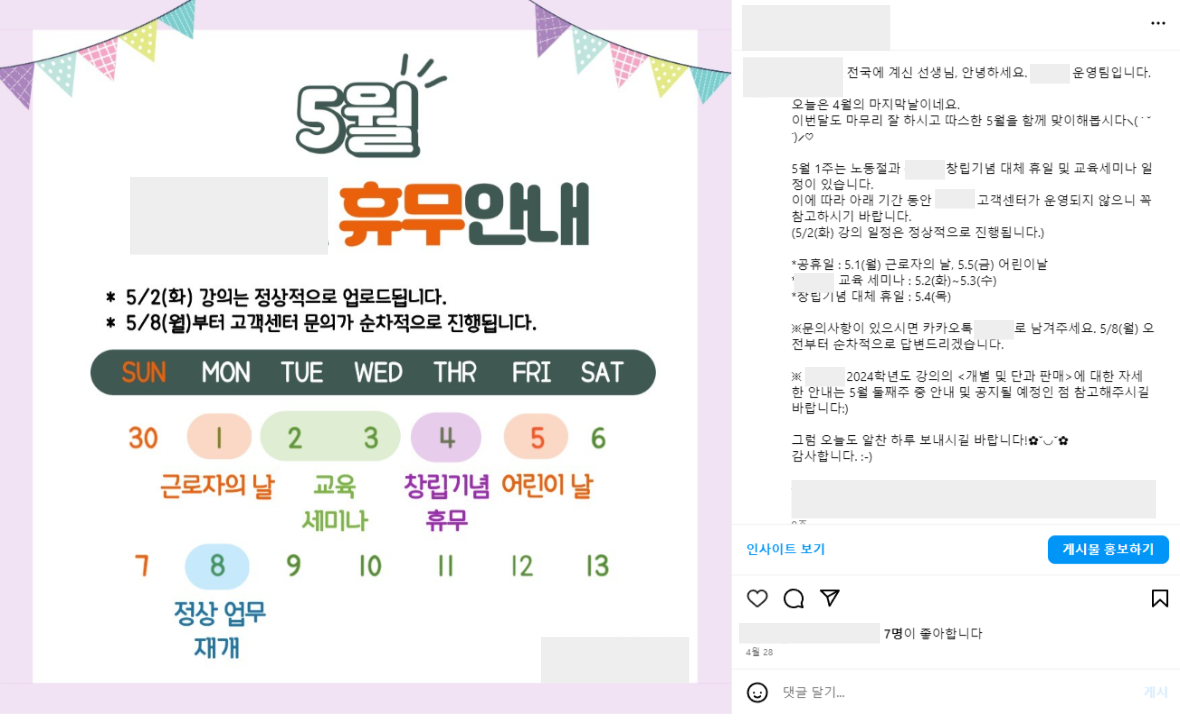 5월
휴무안내
* 5/2(화) 강의는 정상적으로 업로드됩니다.
* 5/8(월)부터 고객센터 문의가 순차적으로 진행됩니다.
SUN MON TUE WED THR FRI SAT
30 1 2 3 4 5 6
근로자의 날 교육 세미나 창립기념 휴무 어린이 날
7 8 9 10 11 12 13
정상 업무
재개
전국에 계신 선생님, 안녕하세요, 운영팀입니다.
오늘은 4월의 마지막날이네요.
이번달도 마무리 잘 하시고 따스한 5월을 함께 맞이해봅시다⸜( ˙ ˘
˙)⸝♡
5월 1주는 노동절과 창립기념 대체 휴일 및 교육세미나 일
정이 있습니다.
이에 따라 아래 기간 동안 고객센터가 운영되지 않으니 꼭
참고하시기 바랍니다.
(5/2(화) 강의 일정은 정상적으로 진행됩니다.)
*공휴일 : 5.1(월) 근로자의 날, 5.5(금) 어린이날
* 교육 세미나 : 5.2(화)~5.3(수)
*창립기념 대체 휴일 : 5.4(목)
※문의사항이 있으시면 카카오톡 로 남겨주세요. 5/8(월) 오
전부터 순차적으로 답변드리겠습니다.
※ 2024학년도 강의의 <개별 및 단과 판매>에 대한 자세
한 안내는 5월 둘째주 중 안내 및 공지될 예정인 점 참고해주시길
바랍니다:)
그럼 오늘도 알찬 하루 보내시길 바랍니다!✿˘◡˘✿
감사합니다. :-)
인사이트 보기
게시물 홍보하기
7명이 좋아합니다
4월 28
댓글 달기...
게시